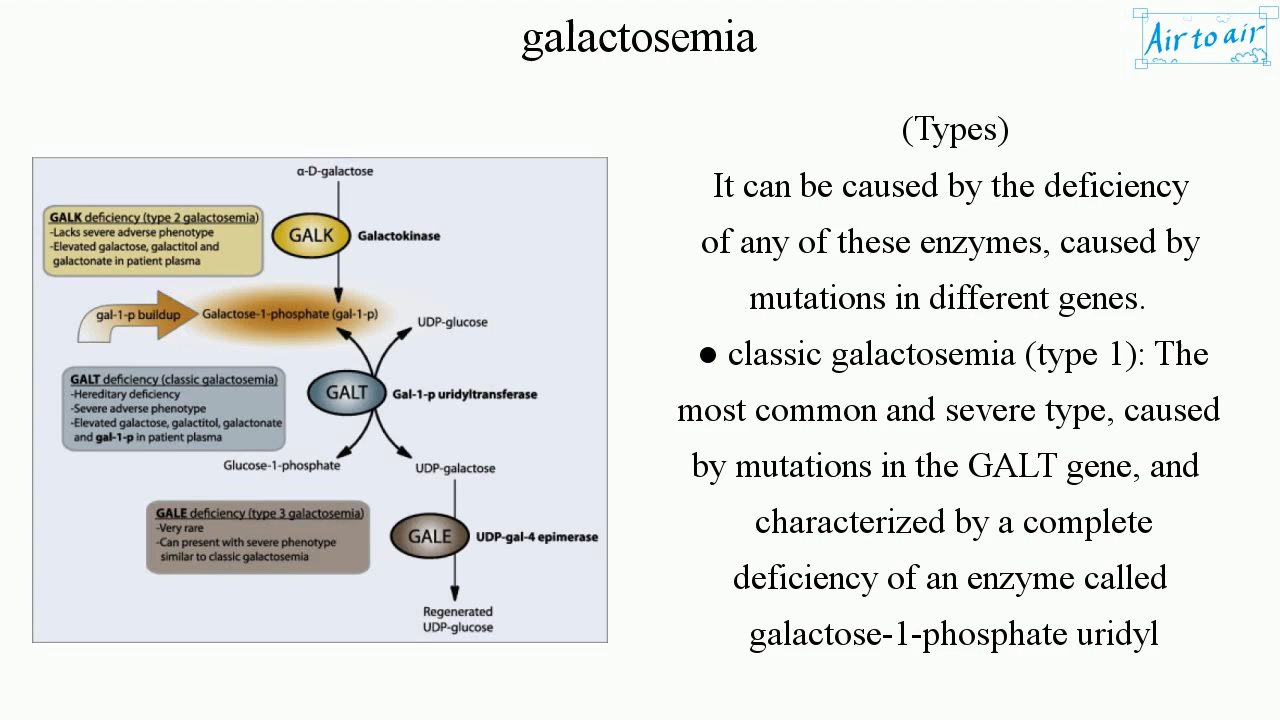 galactosemia
Air to air
α-D-galactose
GALK deficiency (type 2 galactosemia)
-Lacks severe adverse phenotype
-Elevated galactose, galactitol and
galactonate in patient plasma
GALK
Galactokinase
gal-1-p buildup
Galactose-1-phosphate (gal-1-p)
UDP-glucose
GALT deficiency (classic galactosemia)
-Hereditary deficiency
-Severe adverse phenotype
-Elevated galactose, galactitol, galactonate
and gal-1-p in patient plasma
GALT
Gal-1-p uridyltransferase
Glucose-1-phosphate
UDP-galactose
GALE deficiency (type 3 galactosemia)
-Very rare
-Can present with severe phenotype
similar to classic galactosemia
GALE
UDP-gal-4 epimerase
Regenerated
UDP-glucose
(Types)
It can be caused by the deficiency
of any of these enzymes, caused by
mutations in different genes.
● classic galactosemia (type 1): The
most common and severe type, caused
by mutations in the GALT gene, and
characterized by a complete
deficiency of an enzyme called
galactose-1-phosphate uridyl